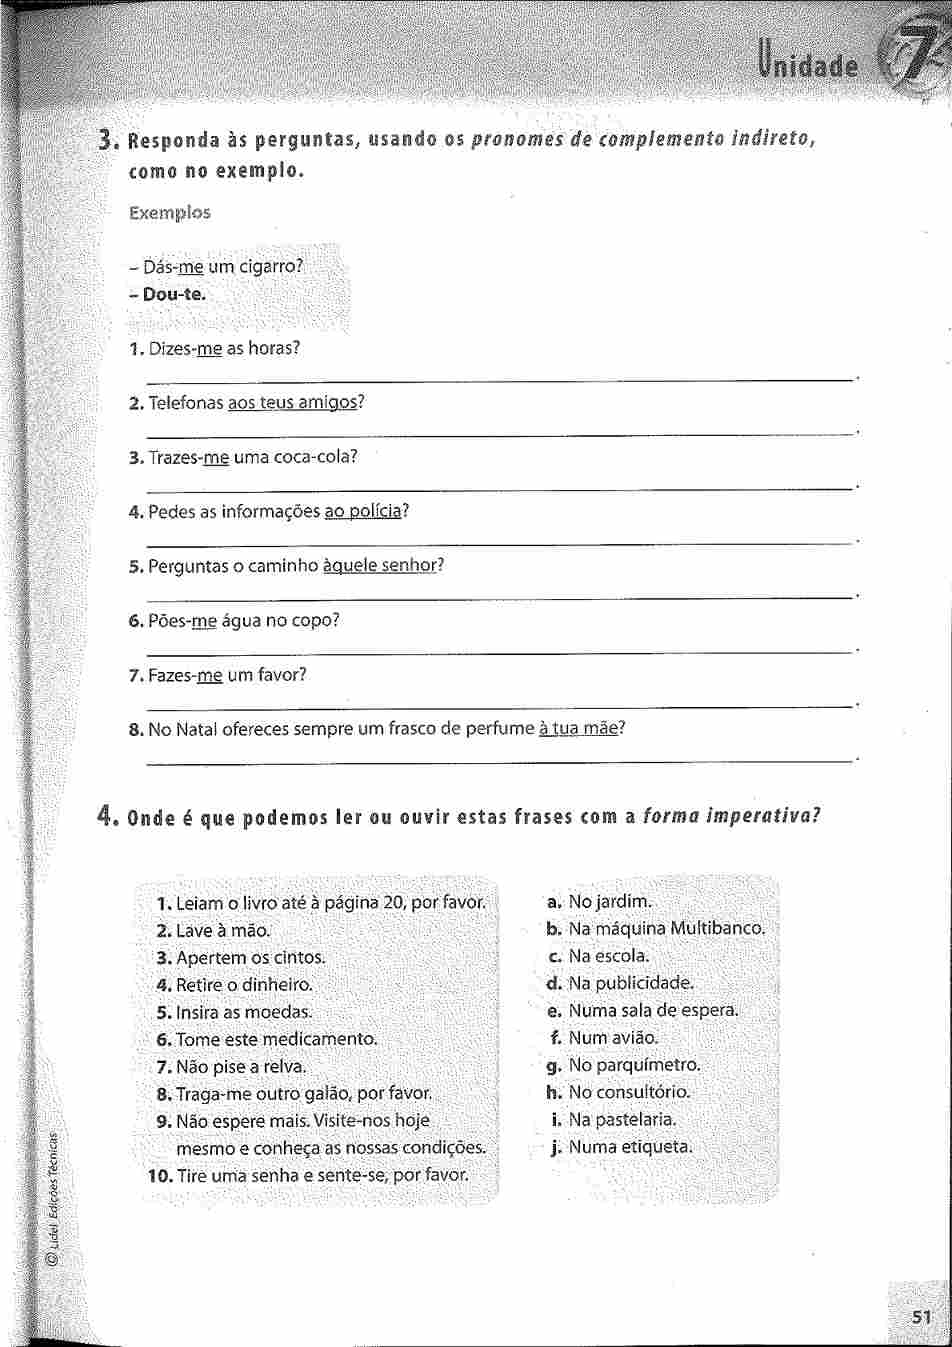 Unidade 7
3. Responda às perguntas, usando os pronomes de complemento indireto,
como no exemplo.
Exemplos
– Dás-me um cigarro?
– Dou-te.
1. Dizes-me as horas?
2. Telefonas aos teus amigos?
3. Trazes-me uma coca-cola?
4. Pedes as informações ao polícia?
5. Perguntas o caminho àquele senhor?
6. Pões-me água no copo?
7. Fazes-me um favor?
8. No Natal ofereces sempre um frasco de perfume à tua mãe?
4. Onde é que podemos ler ou ouvir estas frases com a forma imperativa?
1. Leiam o livro até à página 20, por favor.
2. Lave à mão.
3. Apertem os cintos.
4. Retire o dinheiro.
5. Insira as moedas.
6. Tome este medicamento.
7. Não pise a relva.
8. Traga-me outro galão, por favor.
9. Não espere mais. Visite-nos hoje
mesmo e conheça as nossas condições.
10. Tire uma senha e sente-se, por favor.
a. No jardim.
b. Na máquina Multibanco.
c. Na escola.
d. Na publicidade.
e. Numa sala de espera.
f. Num avião.
g. No parquímetro.
h. No consultório.
i. Na pastelaria.
j. Numa etiqueta.
© Lidel Edições Técnicas
51